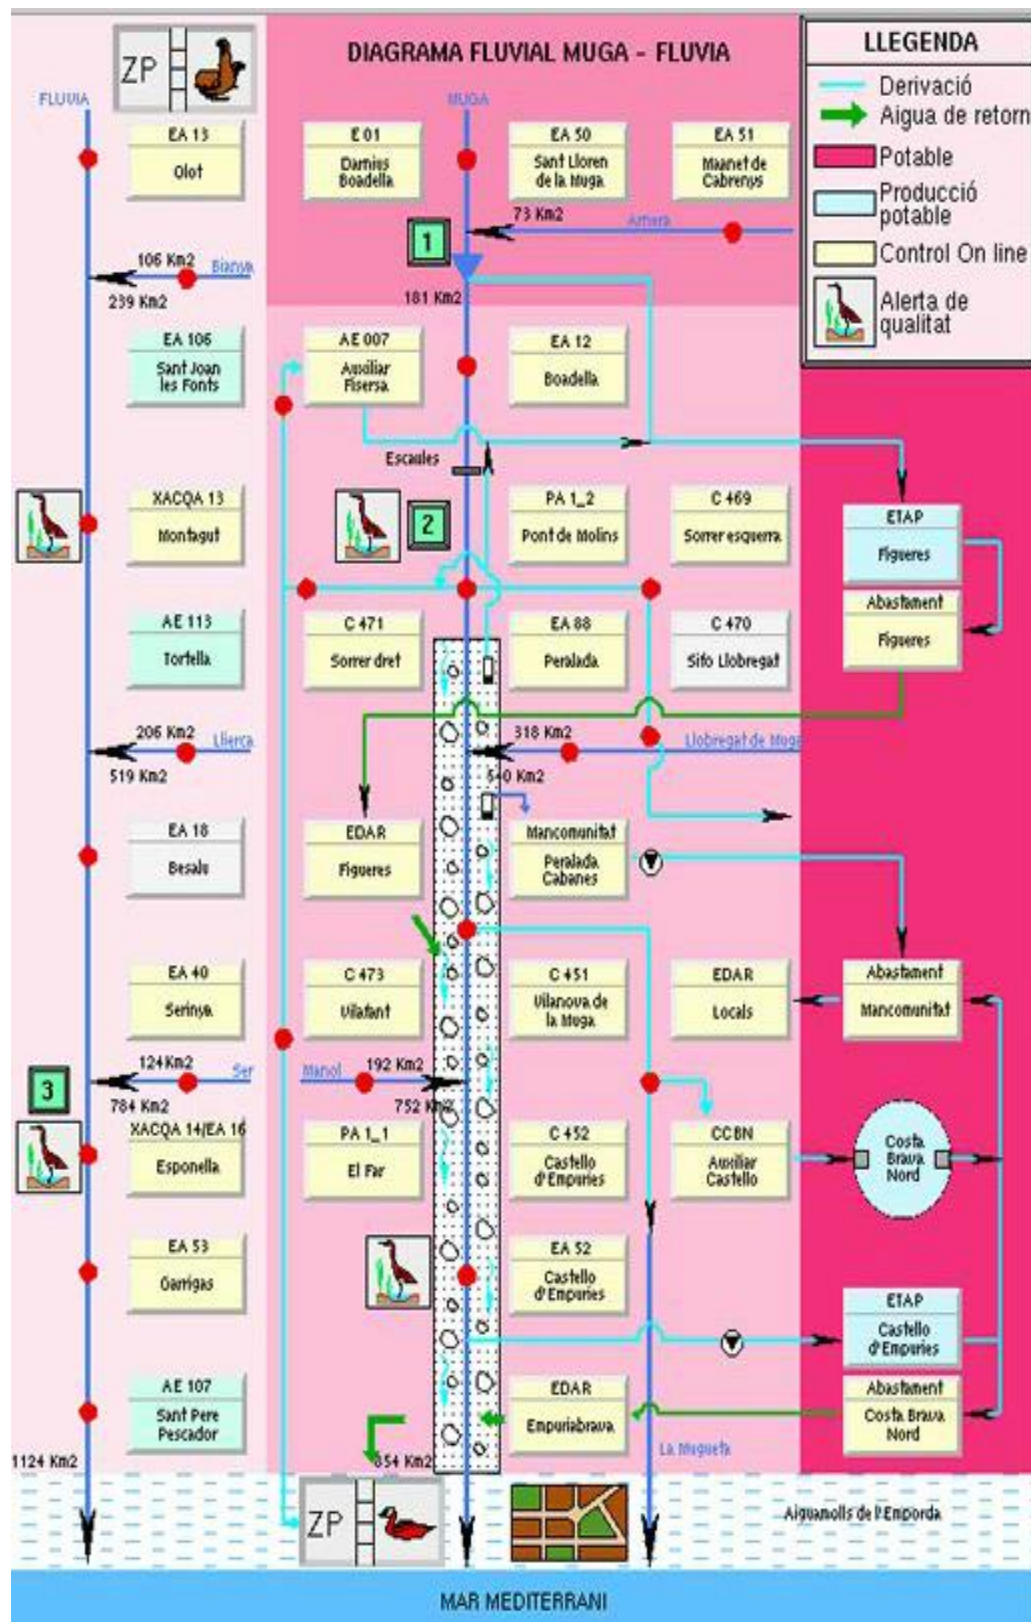 DIAGRAMA FLUVIAL MUGA - FLUVIA
LLEGENDA
Derivació
Aigua de retorn
Potable
Producció
potable
Control On line
Alerta de
qualitat
ZP
FLUVIA
MUGA
EA 13
Olot
E 01
Darnius
Boadella
EA 50
Sant Lloren
de la Muga
EA 51
Maanet de
Cabrenys
73 Km2
Arnera
1
106 Km2
Bianya
239 Km2
181 Km2
EA 106
Sant Joan
les Fonts
AE 007
Auxiliar
Fisersa
EA 12
Boadella
Escaules
XACQA 13
Montagut
2
PA 1_2
Pont de Molins
C 469
Sorrer esquerra
ETAP
Figueres
Abastament
Figueres
AE 113
Tortella
C 471
Sorrer dret
EA 88
Peralada
C 470
Sifo Llobregat
206 Km2
Llierca
519 Km2
318 Km2
Llobregat de Muga
540 Km2
EA 18
Besalu
EDAR
Figueres
Mancomunitat
Peralada
Cabanes
EA 40
Serinya
C 473
Vilatant
C 451
Vilanova de
la Muga
EDAR
Locals
Abastament
Mancomunitat
3
124Km2
Ser
784 Km2
Manol
192 Km2
752 Km2
XACQA 14/EA 16
Esponella
PA 1_1
El Far
C 452
Castello
d'Empuries
CCBN
Auxiliar
Castello
Costa
Brava
Nord
EA 53
Garrigas
EA 52
Castello
d'Empuries
ETAP
Castello
d'Empuries
AE 107
Sant Pere
Pescador
EDAR
Empuriabrava
Abastament
Costa Brava
Nord
La Mugueta
1124 Km2
854 Km2
ZP
Aiguamolls de l'Emporda
MAR MEDITERRANI